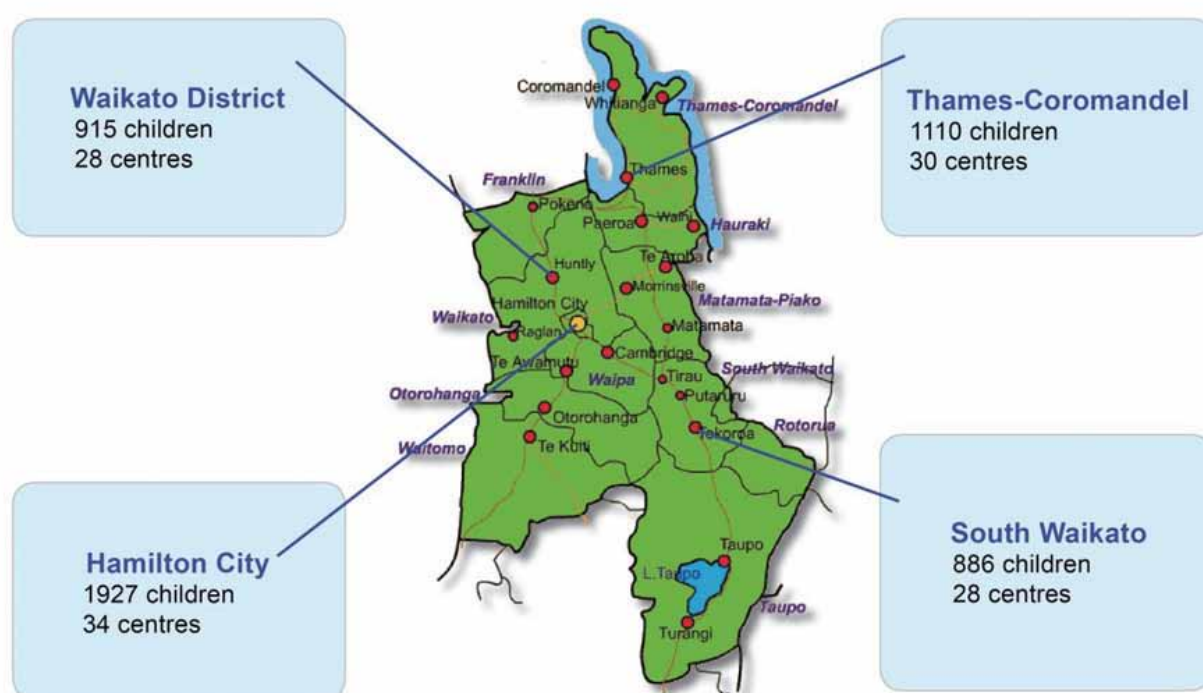 Waikato District
915 children
28 centres
Thames-Coromandel
1110 children
30 centres
Coromandel
Whitianga
Thames-Coromandel
Thames
Franklin
Pokeno
Paeroa
Waihi
Hauraki
Te Aroha
Huntly
Morrinsville
Hamilton City
Matamata-Piako
Waikato
Raglan
Matamata
Te Awamutu
Cambridge
Waipa
Tirau
South Waikato
Putaruru
Otorohanga
Otorohanga
Rotorua
Tokoroa
Waitomo
Te Kuiti
Hamilton City
1927 children
34 centres
South Waikato
886 children
28 centres
Taupo
L.Taupo
Taupo
Turangi